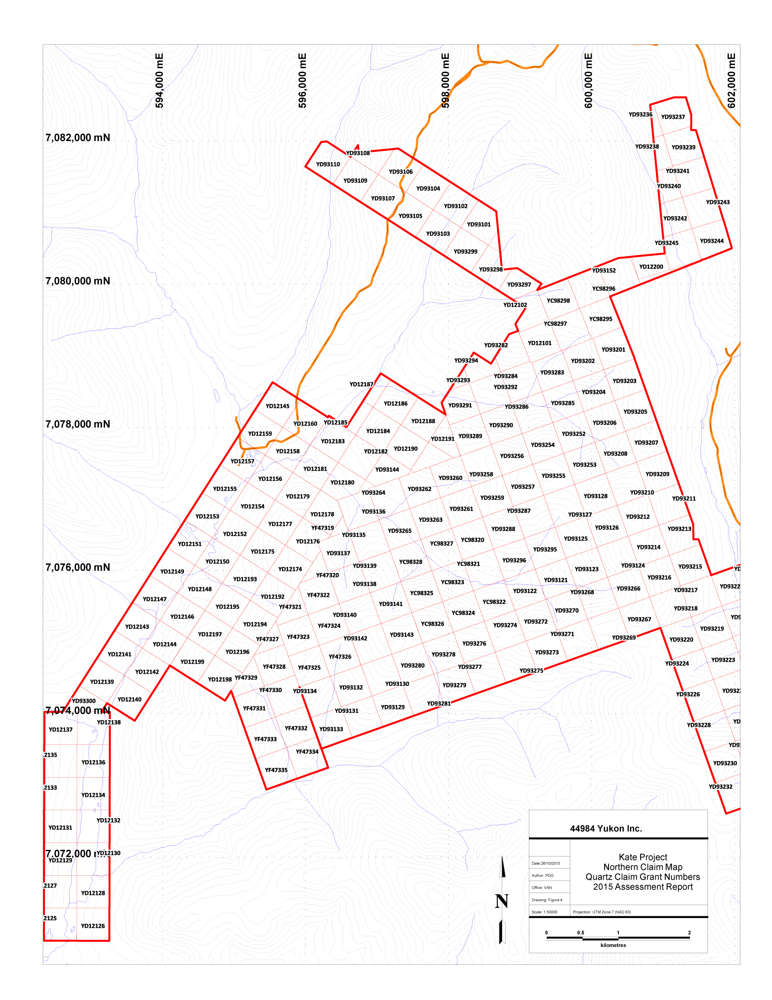 594,000 mE
596,000 mE
598,000 mE
600,000 mE
602,000 mE
YD93236
YD93237
7,082,000 mN
YD93238
YD93239
YD93108
YD93110
YD93106
YD93241
YD93109
YD93104
YD93240
YD93107
YD93102
YD93243
YD93105
YD93242
YD93101
YD93103
YD93244
YD93245
YD93299
YD12200
YD93298
YD93152
7,080,000 mN
YD93297
YC98296
YC98298
YD12102
YC98295
YC98297
YD12101
YD93282
YD93201
YD93294
YD93202
YD93283
YD93284
YD93293
YD93203
YD12187
YD93292
YD93204
YD12186
YD93285
YD12145
YD93291
YD93286
YD93205
7,078,000 mN
YD12160
YD12185
YD12188
YD93290
YD93206
YD12184
YD12159
YD93252
YD93289
YD12191
YD12183
YD93207
YD93254
YD12190
YD12158
YD12182
YD93208
YD93256
YD12157
YD93253
YD12181
YD93144
YD93258
YD93209
YD93255
YD93260
YD12156
YD12180
YD93257
YD12155
YD93262
YD93264
YD93210
YD12179
YD93128
YD93259
YD93211
YD12154
YD93261
YD93287
YD93136
YD12178
YD93127
YD12153
YD93212
YD93263
YD12177
YF47319
YD93126
YD93288
YD93213
YD93265
YD12152
YD93135
YD93125
YC98320
YD12176
YC98327
YD12151
YD93214
YD93295
YD12175
YD93137
YD93296
YC98328
YD12150
YC98321
YD93139
YD93124
YD93215
7,076,000 mN
YD12174
YD93123
YD
YD12149
YF47320
YD93216
YD12193
YD93121
YC98323
YD93138
YD9322
YD12148
YD93266
YD93217
YD93122
YD93268
YC98325
YF47322
YD12192
YD12147
YC98322
YD93141
YD12195
YF47321
YD93218
YD93270
YC98324
YD93140
YD12146
YD9
YD93267
YD93272
YC98326
YD12194
YD93274
YF47324
YD12143
YD93219
YD12197
YD93143
YD93271
YF47323
YD93269
YD93142
YF47327
YD93220
YD12144
YD93276
YD12196
YD93273
YD12141
YD93278
YF47326
YD93223
YD12199
YD93224
YD93280
YF47328
YD93277
YF47325
YD93275
YD12142
YF47329
YD12198
YD12139
YD93130
YD93279
YD93132
YF47330
YD93134
YD9322
YD93226
YD12140
YD93300
YD93281
YD93129
YF47331
7,074,000 mN
YD93131
YD12138
YD
YD93228
YF47332
YD93133
YD12137
YF47333
YD93
YF47334
2135
YD12136
YD93230
YF47335
2133
YD93232
YD12134
YD12132
YD12131
7,072,000 m
YD12130
YD12129
2127
YD12128
2125
YD12126
44984 Yukon Inc.
Kate Project
Northern Claim Map
Quartz Claim Grant Numbers
2015 Assessment Report
Date:26/10/2015
Author: PDG
Office: VAN
Drawing: Figure 4
Scale: 1:50000
Projection: UTM Zone 7 (NAD 83)
N
0 0.5 1 2
kilometres